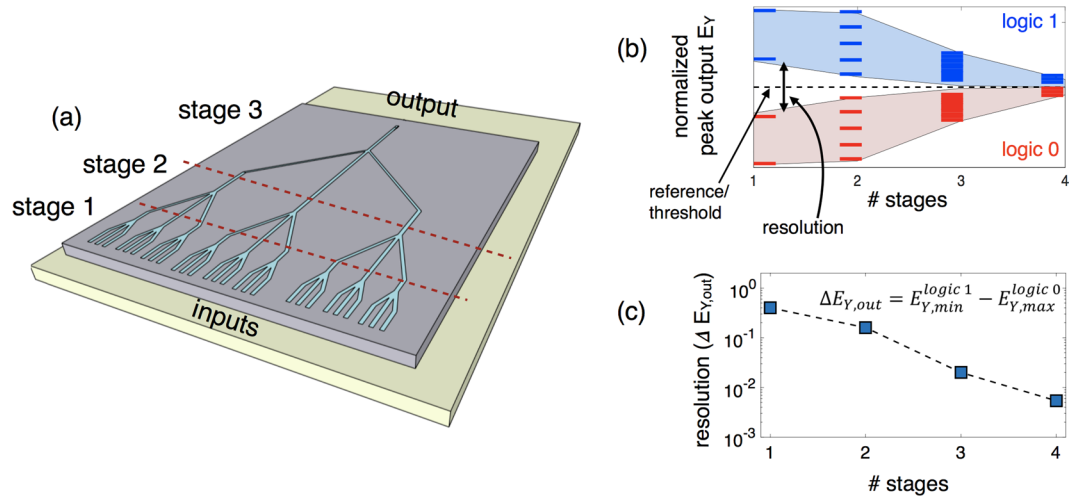 (a)
stage 3
stage 2
stage 1
output
inputs
(b)
normalized
peak output E_Y
logic 1
logic 0
1 2 3 4
# stages
reference/
threshold
resolution
(c)
resolution (Δ E_Y,out)
10^0
10^-1
10^-2
10^-3
ΔE_Y,out = E_Y,min^logic 1 − E_Y,max^logic 0
1 2 3 4
# stages